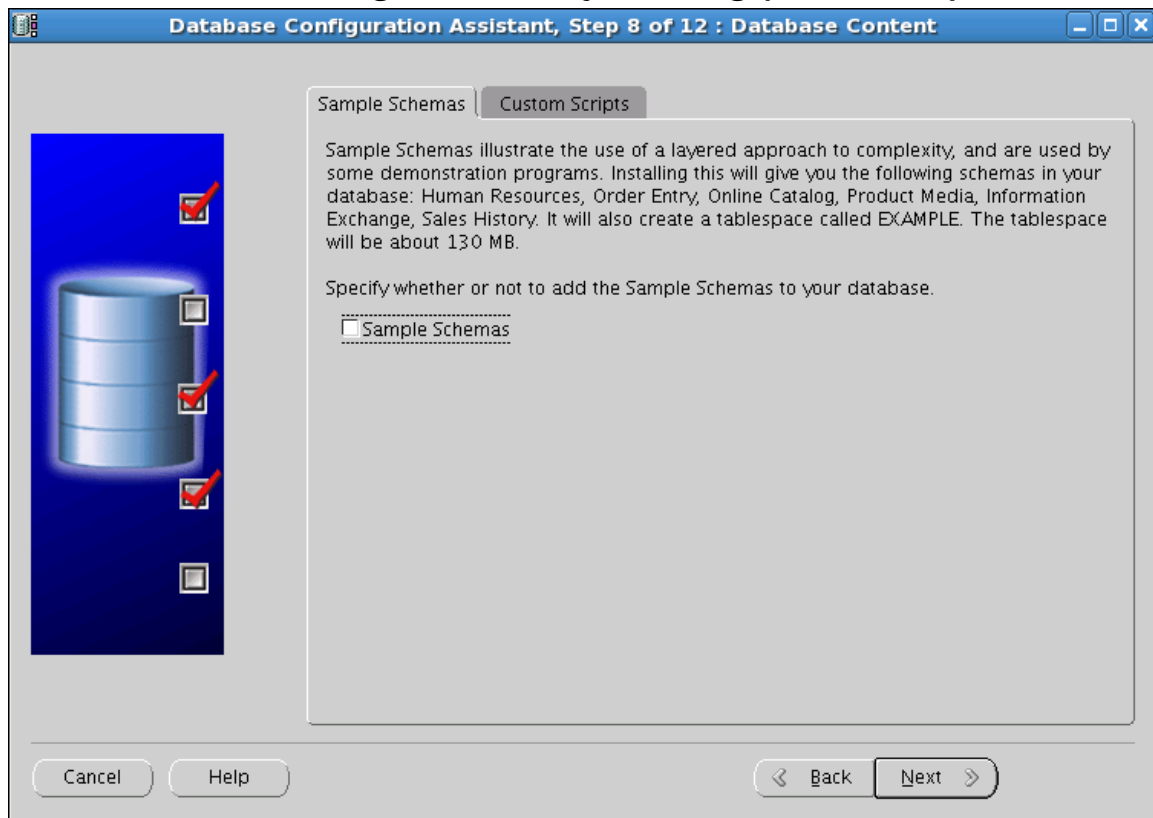 Database Configuration Assistant, Step 8 of 12 : Database Content
Sample Schemas
Custom Scripts
Sample Schemas illustrate the use of a layered approach to complexity, and are used by
some demonstration programs. Installing this will give you the following schemas in your
database: Human Resources, Order Entry, Online Catalog, Product Media, Information
Exchange, Sales History. It will also create a tablespace called EXAMPLE. The tablespace
will be about 130 MB.
Specify whether or not to add the Sample Schemas to your database.
Sample Schemas
Cancel
Help
Back
Next